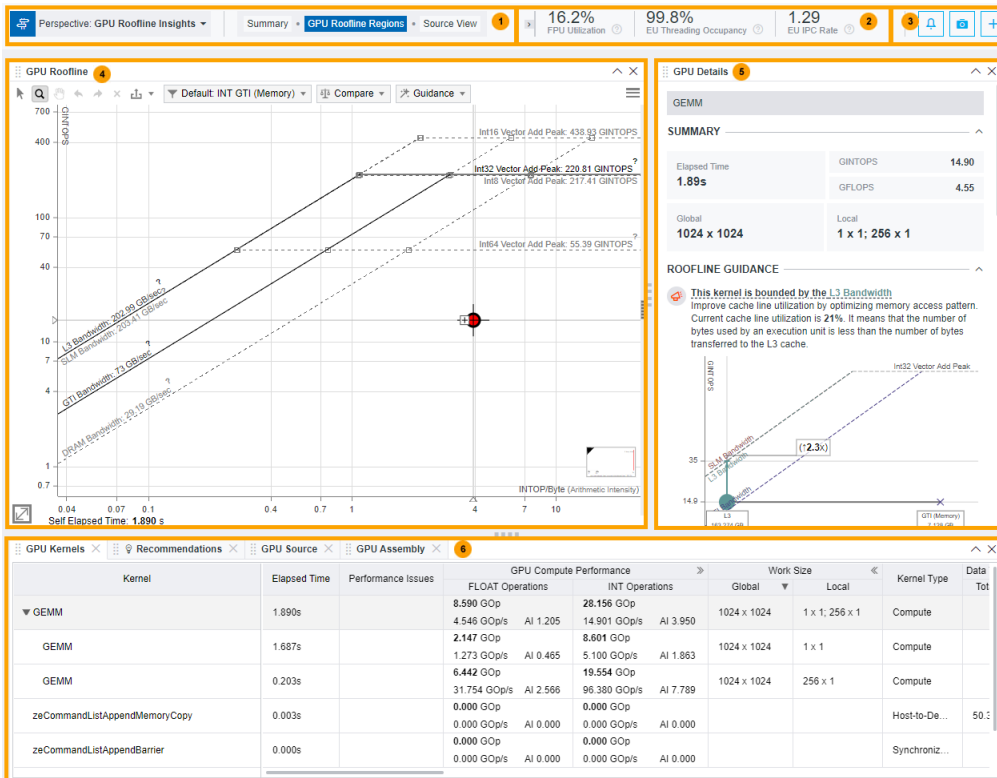 Perspective: GPU Roofline Insights
Summary GPU Roofline Regions Source View 1
16.2%
FPU Utilization
99.8%
EU Threading Occupancy
1.29
EU IPC Rate
2
3
GPU Roofline 4
Default: INT GTI (Memory) Compare Guidance
GINTOPS
700
400
100
70
40
10
7
4
1
0.7
Int16 Vector Add Peak: 438.93 GINTOPS
?
Int32 Vector Add Peak: 220.81 GINTOPS
Int8 Vector Add Peak: 217.41 GINTOPS
?
Int64 Vector Add Peak: 55.39 GINTOPS
?
L3 Bandwidth: 202.99 GB/sec
SLM Bandwidth: 203.41 GB/sec
?
GTI Bandwidth: 73 GB/sec
?
DRAM Bandwidth: 29.19 GB/sec
INTOP/Byte (Arithmetic Intensity)
0.04 0.07 0.1 0.4 0.7 1 4 7 10
Self Elapsed Time: 1.890 s
GPU Details 5
GEMM
SUMMARY
Elapsed Time
1.89s
GINTOPS 14.90
GFLOPS 4.55
Global
1024 x 1024
Local
1 x 1; 256 x 1
ROOFLINE GUIDANCE
This kernel is bounded by the L3 Bandwidth
Improve cache line utilization by optimizing memory access pattern.
Current cache line utilization is 21%. It means that the number of
bytes used by an execution unit is less than the number of bytes
transferred to the L3 cache.
GINTOPS
Int32 Vector Add Peak
SLM Bandwidth
L3 Bandwidth
(↑2.3x)
35
14.9
L3
GTI (Memory)
GPU Kernels Recommendations GPU Source GPU Assembly 6
Kernel Elapsed Time Performance Issues GPU Compute Performance Work Size Kernel Type Data
FLOAT Operations INT Operations Global Local Tot
GEMM 1.890s 8.590 GOp 28.156 GOp 1024 x 1024 1 x 1; 256 x 1 Compute
4.546 GOp/s AI 1.205 14.901 GOp/s AI 3.950
GEMM 1.687s 2.147 GOp 8.601 GOp 1024 x 1024 1 x 1 Compute
1.273 GOp/s AI 0.465 5.100 GOp/s AI 1.863
GEMM 0.203s 6.442 GOp 19.554 GOp 1024 x 1024 256 x 1 Compute
31.754 GOp/s AI 2.566 96.380 GOp/s AI 7.789
zeCommandListAppendMemoryCopy 0.003s 0.000 GOp 0.000 GOp Host-to-De... 50.3
0.000 GOp/s AI 0.000 0.000 GOp/s AI 0.000
zeCommandListAppendBarrier 0.000s 0.000 GOp 0.000 GOp Synchroniz...
0.000 GOp/s AI 0.000 0.000 GOp/s AI 0.000